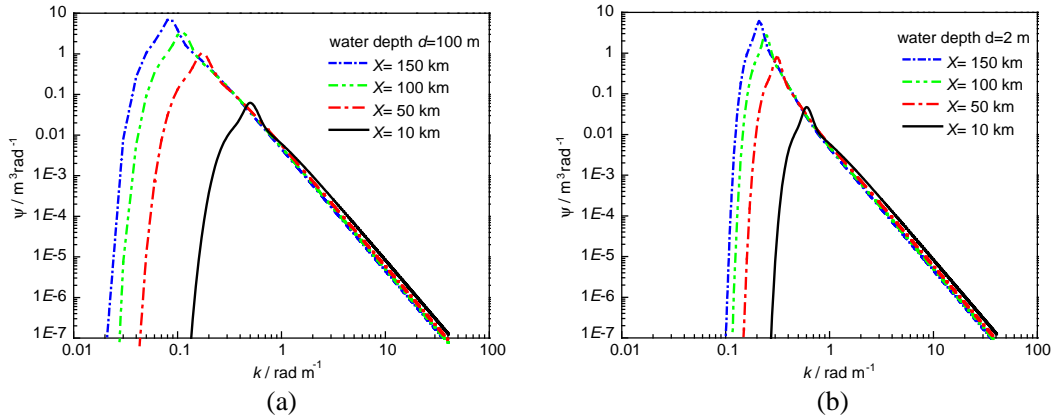 10
1
0.1
0.01
1E-3
1E-4
1E-5
1E-6
1E-7
ψ / m³rad⁻¹
water depth d=100 m
X= 150 km
X= 100 km
X= 50 km
X= 10 km
0.01 0.1 1 10 100
k / rad m⁻¹
(a)
10
1
0.1
0.01
1E-3
1E-4
1E-5
1E-6
1E-7
ψ / m³rad⁻¹
water depth d=2 m
X= 150 km
X= 100 km
X= 50 km
X= 10 km
0.01 0.1 1 10 100
k / rad m⁻¹
(b)